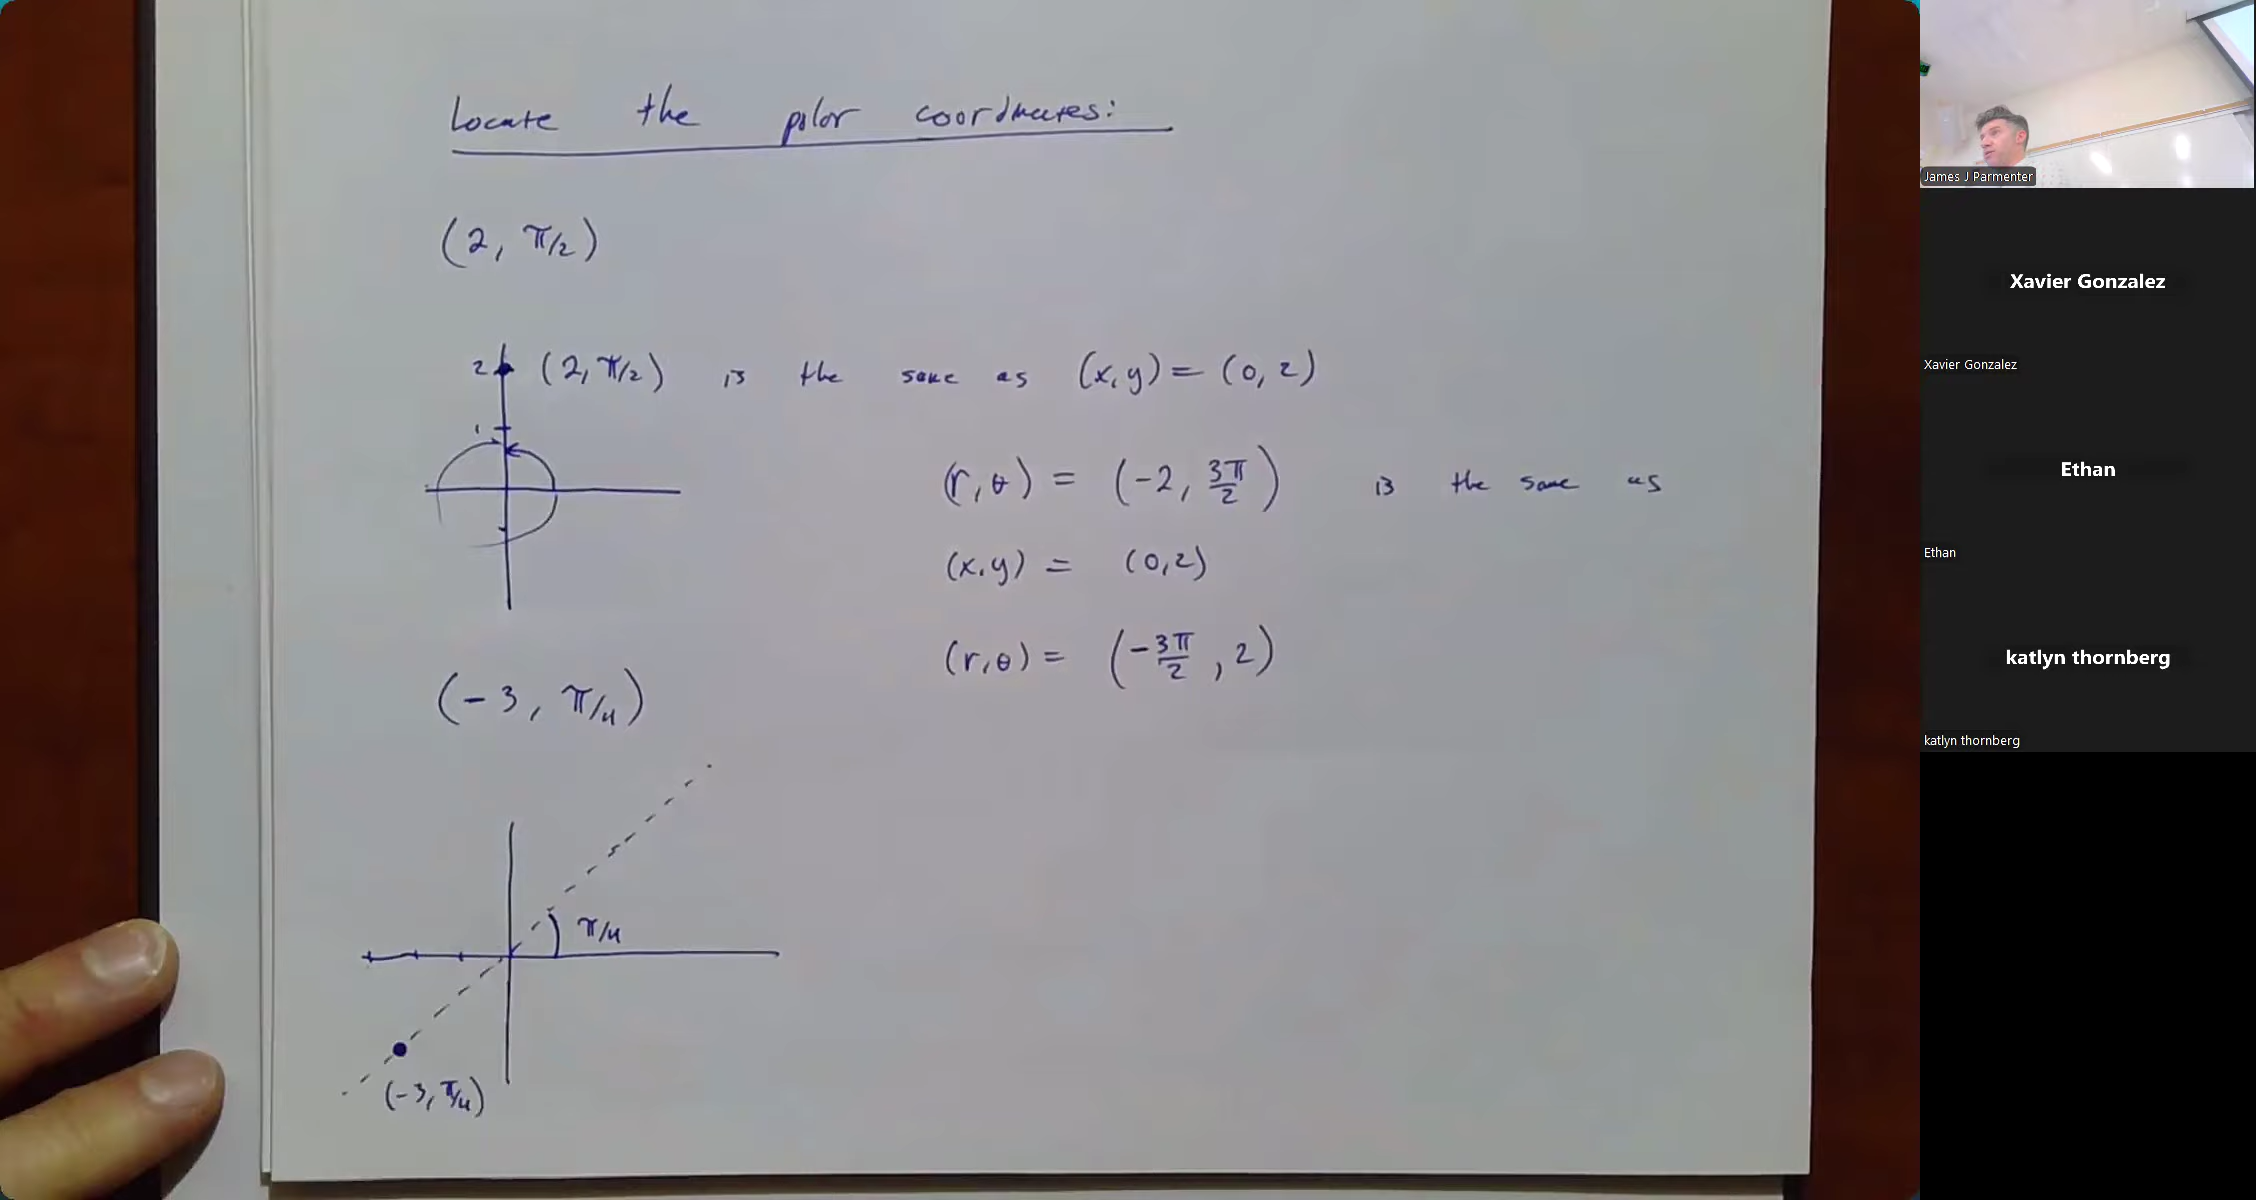 Locate the polar coordinates:
(2, π/2)
2 (2, π/2) is the same as (x,y) = (0, 2)
1
(r, θ) = (-2, 3π/2) is the same as
(x,y) = (0,2)
(r,θ) = (-3π/2, 2)
(-3, π/4)
π/4
(-3, π/4)
James J Parmenter
Xavier Gonzalez
Xavier Gonzalez
Ethan
Ethan
katlyn thornberg
katlyn thornberg